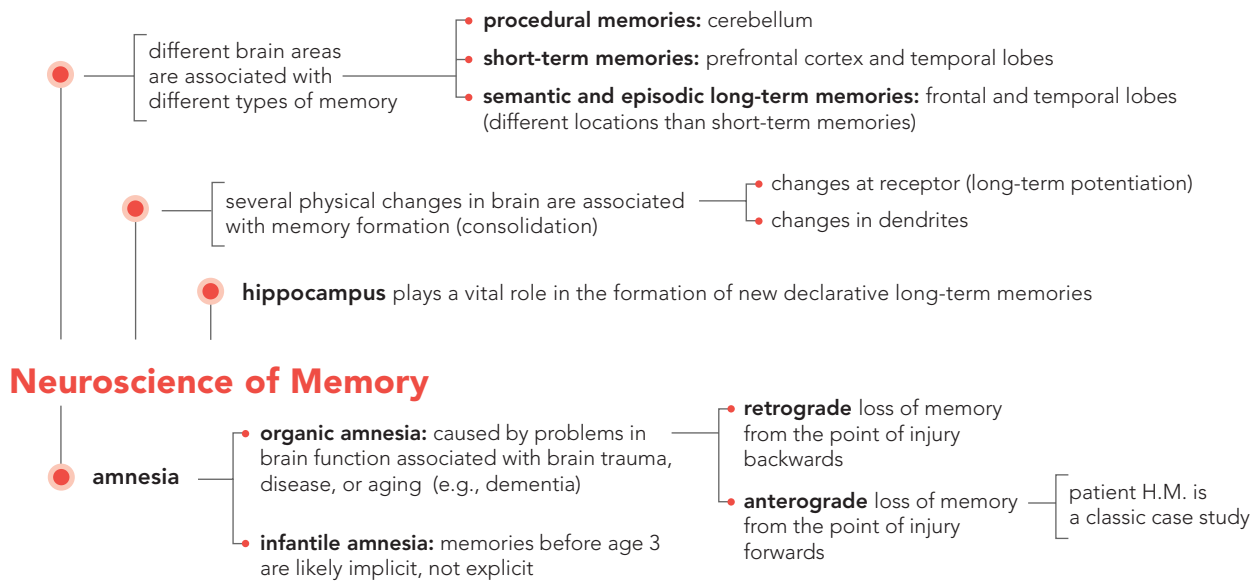 different brain areas
are associated with
different types of memory
procedural memories: cerebellum
short-term memories: prefrontal cortex and temporal lobes
semantic and episodic long-term memories: frontal and temporal lobes
(different locations than short-term memories)
several physical changes in brain are associated
with memory formation (consolidation)
changes at receptor (long-term potentiation)
changes in dendrites
hippocampus plays a vital role in the formation of new declarative long-term memories
Neuroscience of Memory
amnesia
organic amnesia: caused by problems in
brain function associated with brain trauma,
disease, or aging (e.g., dementia)
retrograde loss of memory
from the point of injury
backwards
anterograde loss of memory
from the point of injury
forwards
patient H.M. is
a classic case study
infantile amnesia: memories before age 3
are likely implicit, not explicit